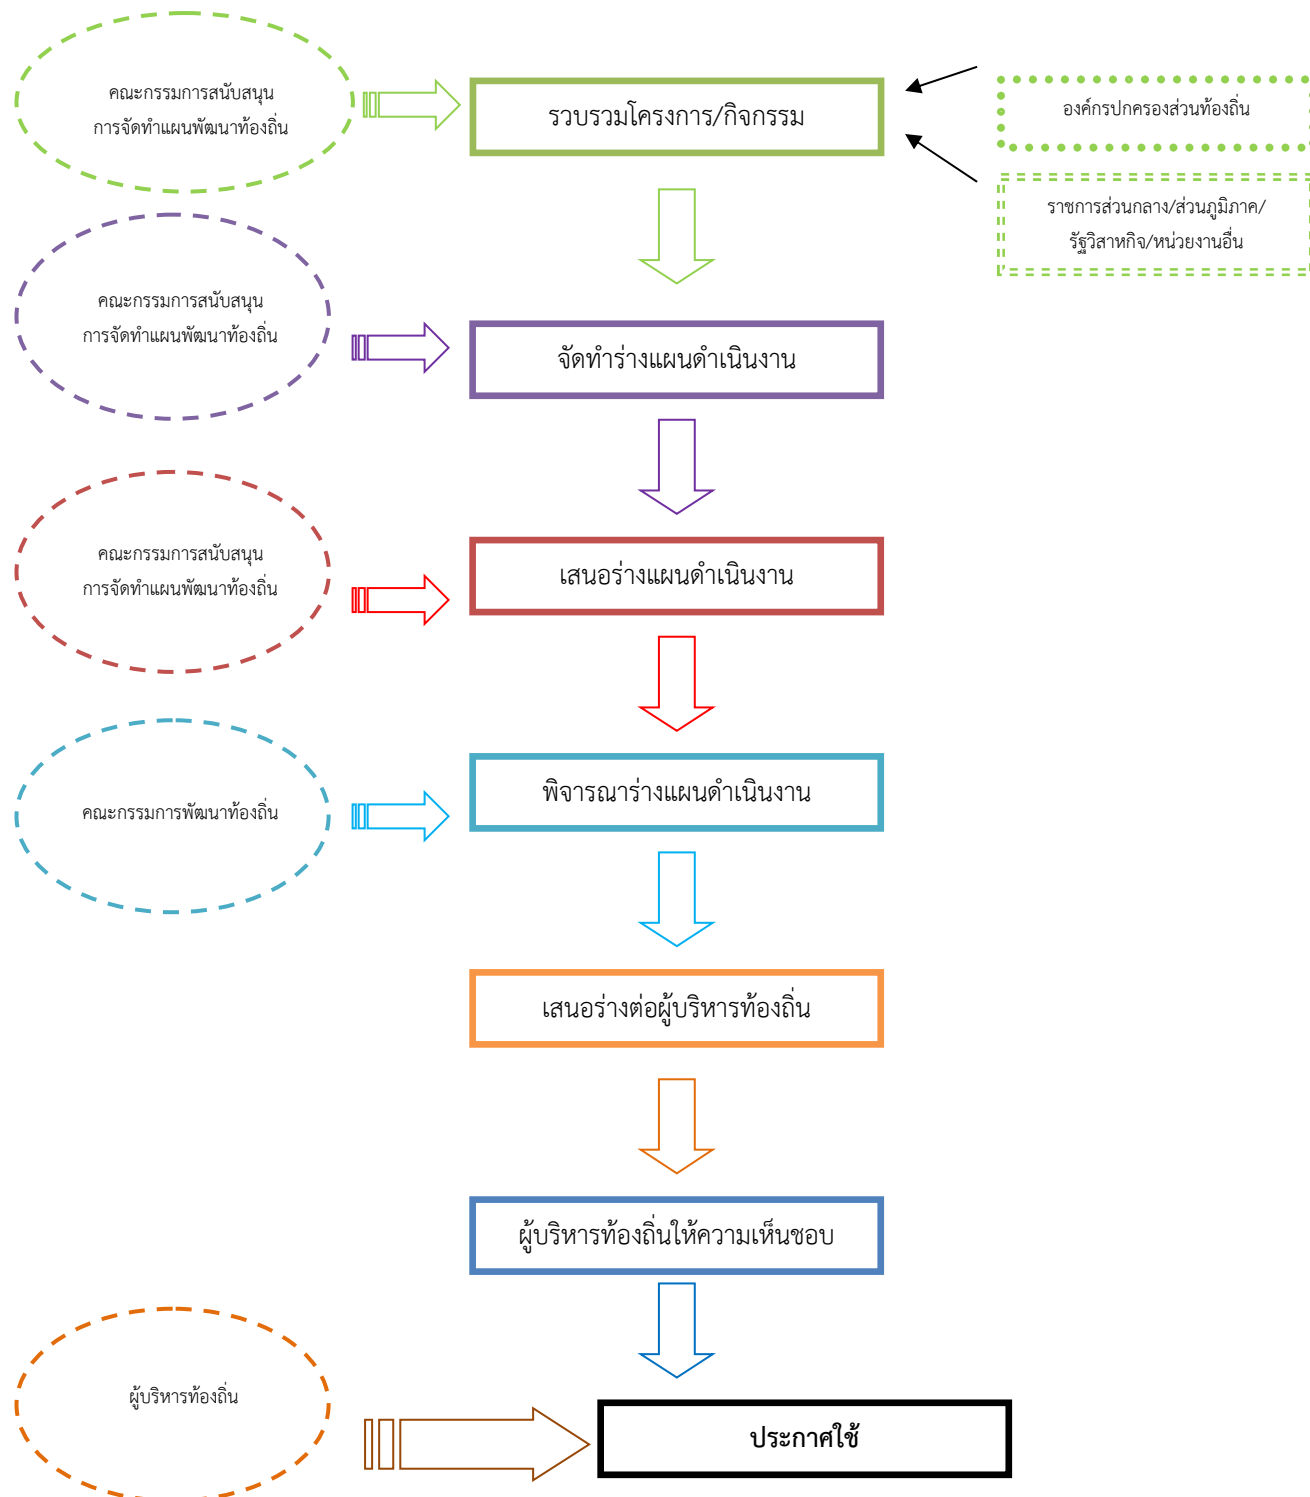 คณะกรรมการสนับสนุน
การจัดทำแผนพัฒนาท้องถิ่น
รวบรวมโครงการ/กิจกรรม
องค์กรปกครองส่วนท้องถิ่น
ราชการส่วนกลาง/ส่วนภูมิภาค/
รัฐวิสาหกิจ/หน่วยงานอื่น
คณะกรรมการสนับสนุน
การจัดทำแผนพัฒนาท้องถิ่น
จัดทำร่างแผนดำเนินงาน
คณะกรรมการสนับสนุน
การจัดทำแผนพัฒนาท้องถิ่น
เสนอร่างแผนดำเนินงาน
คณะกรรมการพัฒนาท้องถิ่น
พิจารณาร่างแผนดำเนินงาน
เสนอร่างต่อผู้บริหารท้องถิ่น
ผู้บริหารท้องถิ่นให้ความเห็นชอบ
ผู้บริหารท้องถิ่น
ประกาศใช้